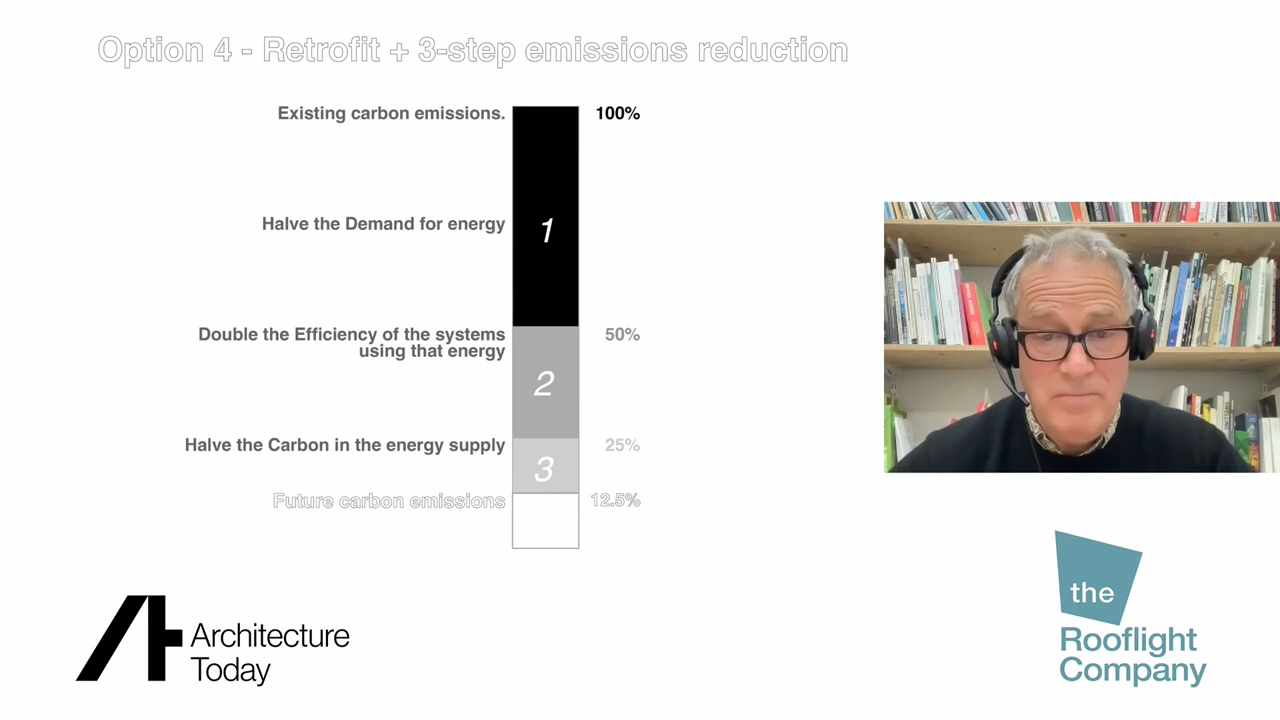 Option 4 - Retrofit + 3-step emissions reduction
Existing carbon emissions.
100%
Halve the Demand for energy
1
Double the Efficiency of the systems
using that energy
50%
2
Halve the Carbon in the energy supply
25%
3
Future carbon emissions
12.5%
Architecture
Today
the
Rooflight
Company